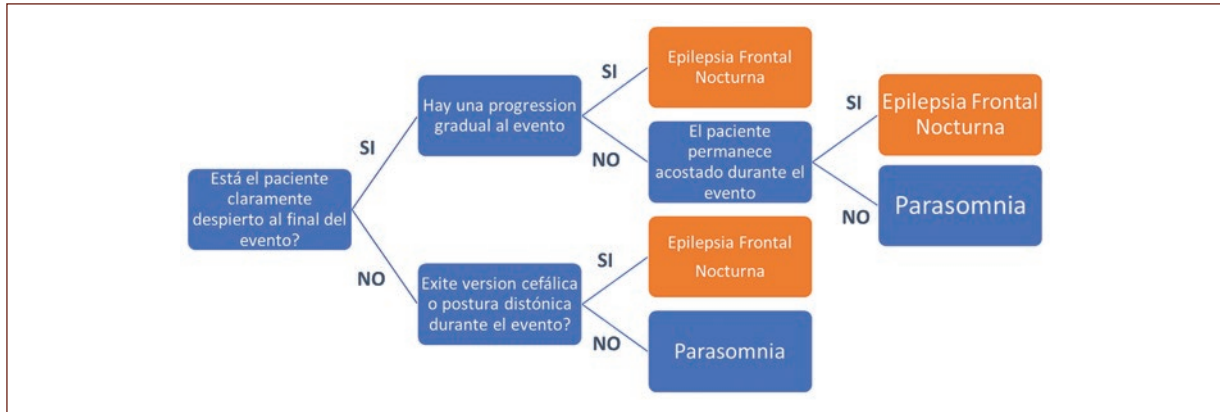 Está el paciente
claramente
despierto al final del
evento?
SI
NO
Hay una progression
gradual al evento
SI
NO
Epilepsia Frontal
Nocturna
El paciente
permanece
acostado durante el
evento
SI
NO
Epilepsia Frontal
Nocturna
Parasomnia
Exite version cefálica
o postura distónica
durante el evento?
SI
NO
Epilepsia Frontal
Nocturna
Parasomnia